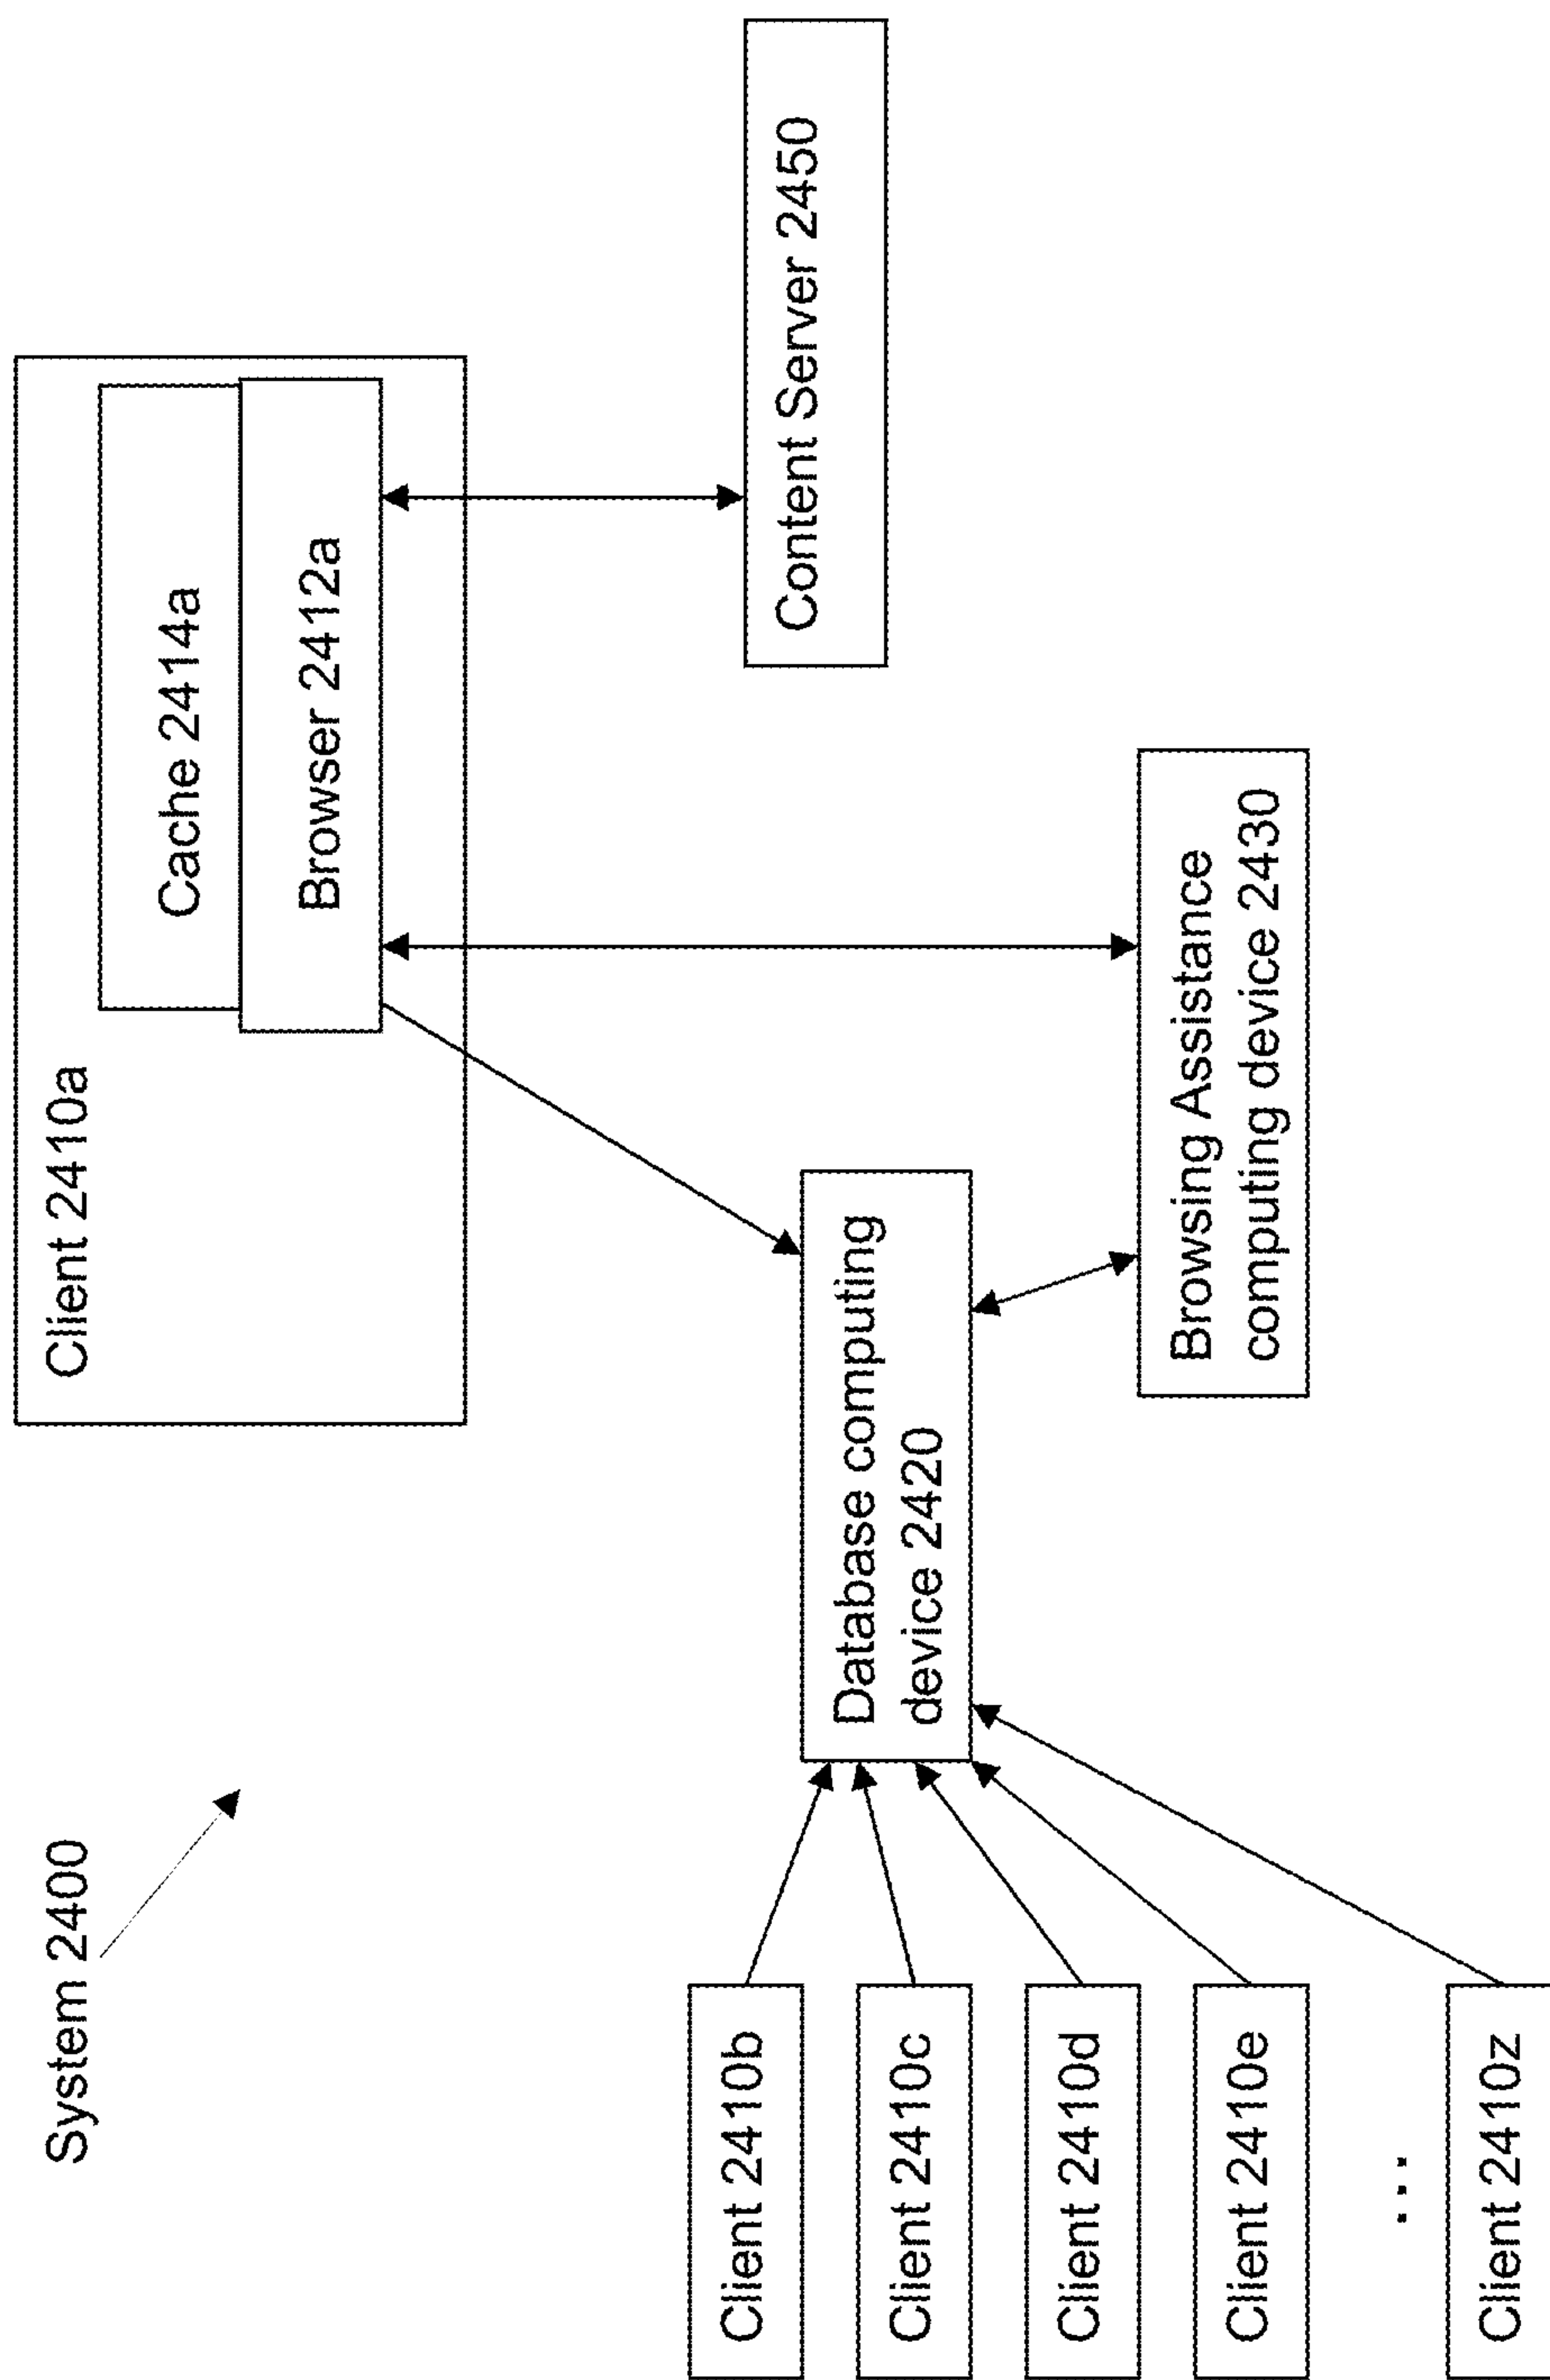 System 2400
Client 2410a
Cache 2414a
Browser 2412a
Client 2410b
Client 2410c
Client 2410d
Client 2410e
...
Client 2410z
Database computing
device 2420
Browsing Assistance
computing device 2430
Content Server 2450